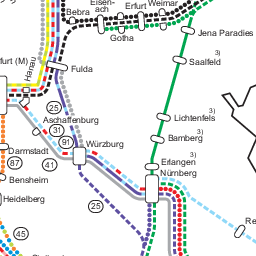 Eisen-
ach
Erfurt
Weimar
Bebra
Gotha
Jena Paradies
furt (M)
Hanau
Fulda
3)
Saalfeld
25
Aschaffenburg
31
Lichtenfels
3)
91
Würzburg
Bamberg
3)
Darmstadt
87
41
Erlangen
3)
Nürnberg
Bensheim
Heidelberg
25
45
Re